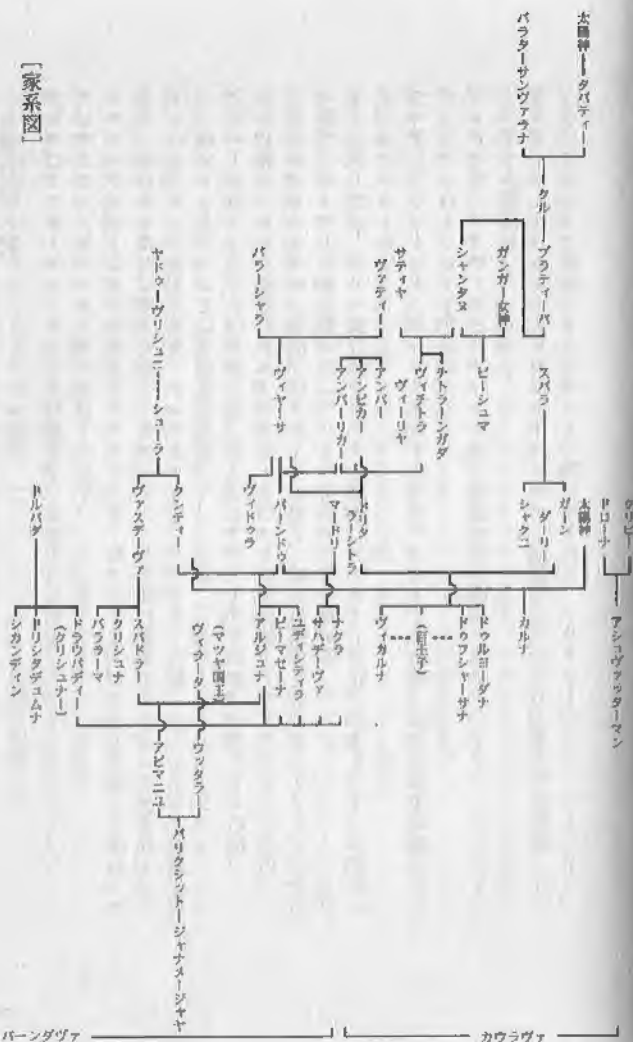 クリピー
ドローナ
アシュヴァッターマン
カウラヴァ
太陽神―タパティー
バラタ―サンヴァラナ
クル
プラティーパ
スバラ
太陽神
ガーン
ダーリー
シャクニ
カルナ
ガンガー女神
シャンタヌ
ビーシュマ
ドゥルヨーダナ
ドゥフシャーサナ
(百王子)
ヴィカルナ
サティヤ
ヴァティー
チトラーンガダ
ヴィチトラ
ヴィーリヤ
ドリタ
ラーシトラ
パラーシャラ
ヴィヤーサ
アンバー
アンビカー
アンバーリカー
マードリー
パーンドゥ
ヴィドゥラ
ナクラ
サハデーヴァ
ユディシティラ
ビーマセーナ
アルジュナ
(マツヤ国王)
ヴィラータ
ウッタラー
アビマニユ
パリクシット―ジャナメージャヤ
ヤドゥ―ヴリシュニ―シューラ
クンティー
ヴァスデーヴァ
スバドラー
クリシュナ
バララーマ
ドルパダ
ドラウパディー
(クリシュナー)
ドリシタデュムナ
シカンディン
パーンダヴァ
[家系図]